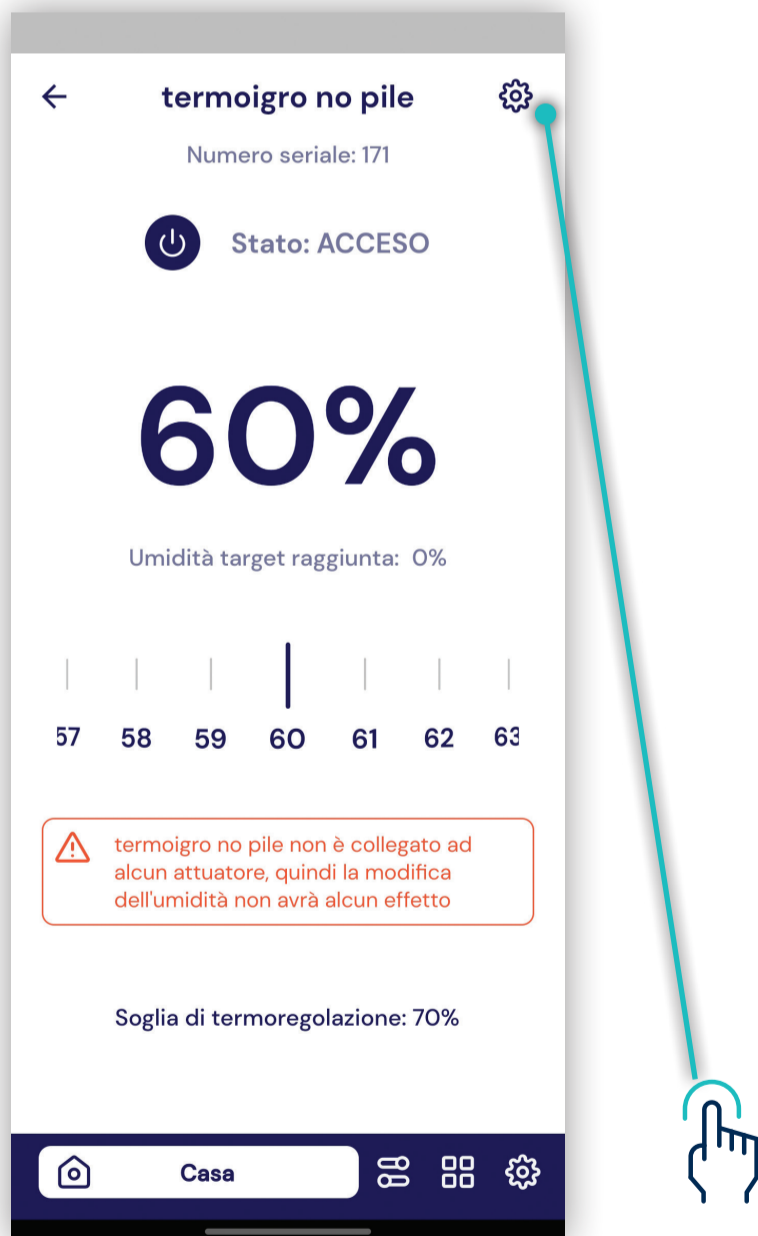 termoigro no pile
Numero seriale: 171
Stato: ACCESO
60%
Umidità target raggiunta: 0%
57 58 59 60 61 62 63
termoigro no pile non è collegato ad
alcun attuatore, quindi la modifica
dell'umidità non avrà alcun effetto
Soglia di termoregolazione: 70%
Casa